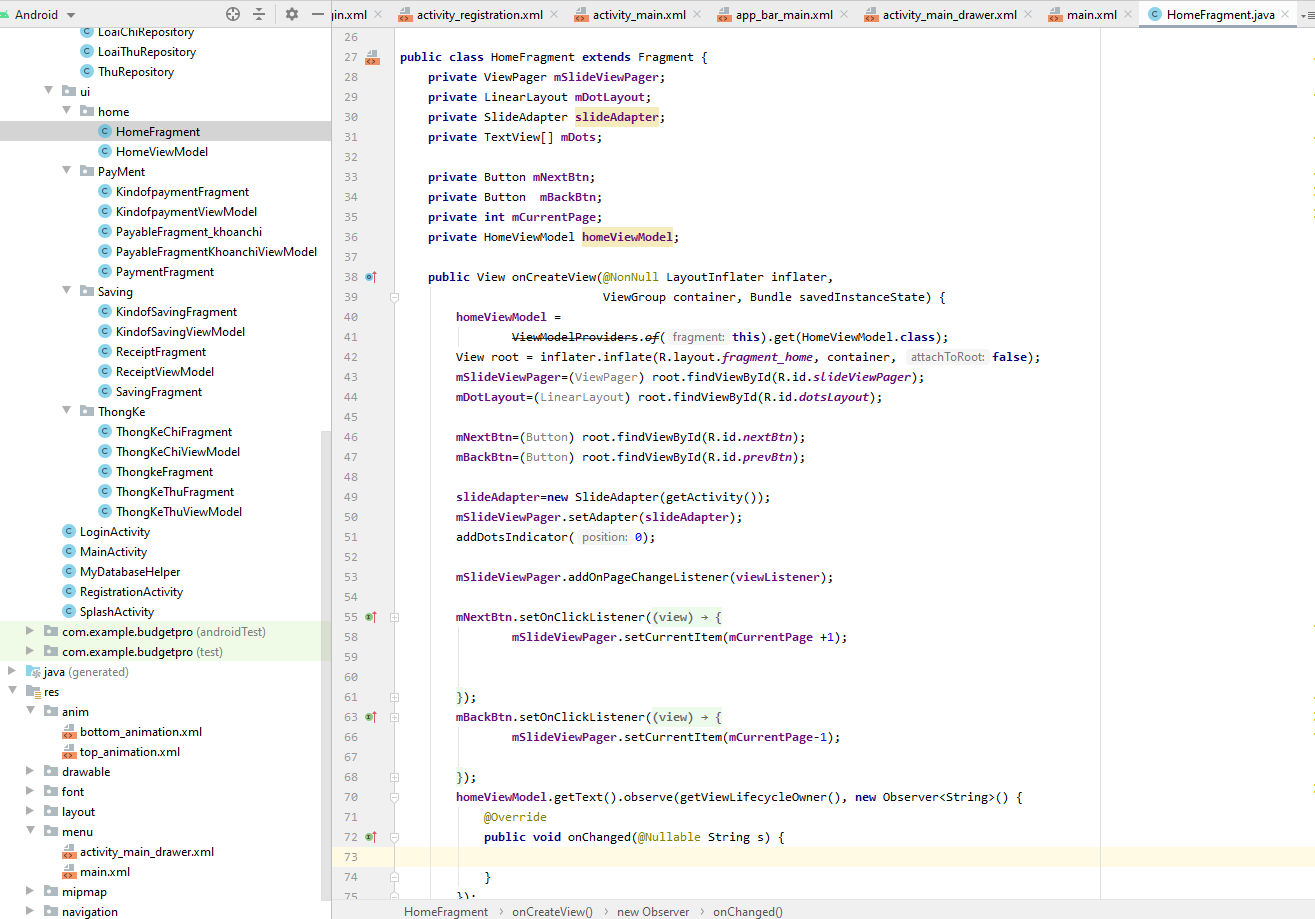 Android
gin.xml
activity_registration.xml
activity_main.xml
app_bar_main.xml
activity_main_drawer.xml
main.xml
HomeFragment.java
LoaiChiRepository
LoaiThuRepository
ThuRepository
ui
home
HomeFragment
HomeViewModel
PayMent
KindofpaymentFragment
KindofpaymentViewModel
PayableFragment_khoanchi
PayableFragmentKhoanchiViewModel
PaymentFragment
Saving
KindofSavingFragment
KindofSavingViewModel
ReceiptFragment
ReceiptViewModel
SavingFragment
ThongKe
ThongKeChiFragment
ThongKeChiViewModel
ThongkeFragment
ThongKeThuFragment
ThongKeThuViewModel
LoginActivity
MainActivity
MyDatabaseHelper
RegistrationActivity
SplashActivity
com.example.budgetpro (androidTest)
com.example.budgetpro (test)
java (generated)
res
anim
bottom_animation.xml
top_animation.xml
drawable
font
layout
menu
activity_main_drawer.xml
main.xml
mipmap
navigation
26
27 public class HomeFragment extends Fragment {
28 private ViewPager mSlideViewPager;
29 private LinearLayout mDotLayout;
30 private SlideAdapter slideAdapter;
31 private TextView[] mDots;
32
33 private Button mNextBtn;
34 private Button  mBackBtn;
35 private int mCurrentPage;
36 private HomeViewModel homeViewModel;
37
38 public View onCreateView(@NonNull LayoutInflater inflater,
39 ViewGroup container, Bundle savedInstanceState) {
40 homeViewModel =
41 ViewModelProviders.of( fragment: this).get(HomeViewModel.class);
42 View root = inflater.inflate(R.layout.fragment_home, container, attachToRoot: false);
43 mSlideViewPager=(ViewPager) root.findViewById(R.id.slideViewPager);
44 mDotLayout=(LinearLayout) root.findViewById(R.id.dotsLayout);
45
46 mNextBtn=(Button) root.findViewById(R.id.nextBtn);
47 mBackBtn=(Button) root.findViewById(R.id.prevBtn);
48
49 slideAdapter=new SlideAdapter(getActivity());
50 mSlideViewPager.setAdapter(slideAdapter);
51 addDotsIndicator( position: 0);
52
53 mSlideViewPager.addOnPageChangeListener(viewListener);
54
55 mNextBtn.setOnClickListener((view) → {
58 mSlideViewPager.setCurrentItem(mCurrentPage +1);
59
60
61 });
63 mBackBtn.setOnClickListener((view) → {
66 mSlideViewPager.setCurrentItem(mCurrentPage-1);
67
68 });
70 homeViewModel.getText().observe(getViewLifecycleOwner(), new Observer<String>() {
71 @Override
72 public void onChanged(@Nullable String s) {
73
74 }
75 });
HomeFragment › onCreateView() › new Observer › onChanged()